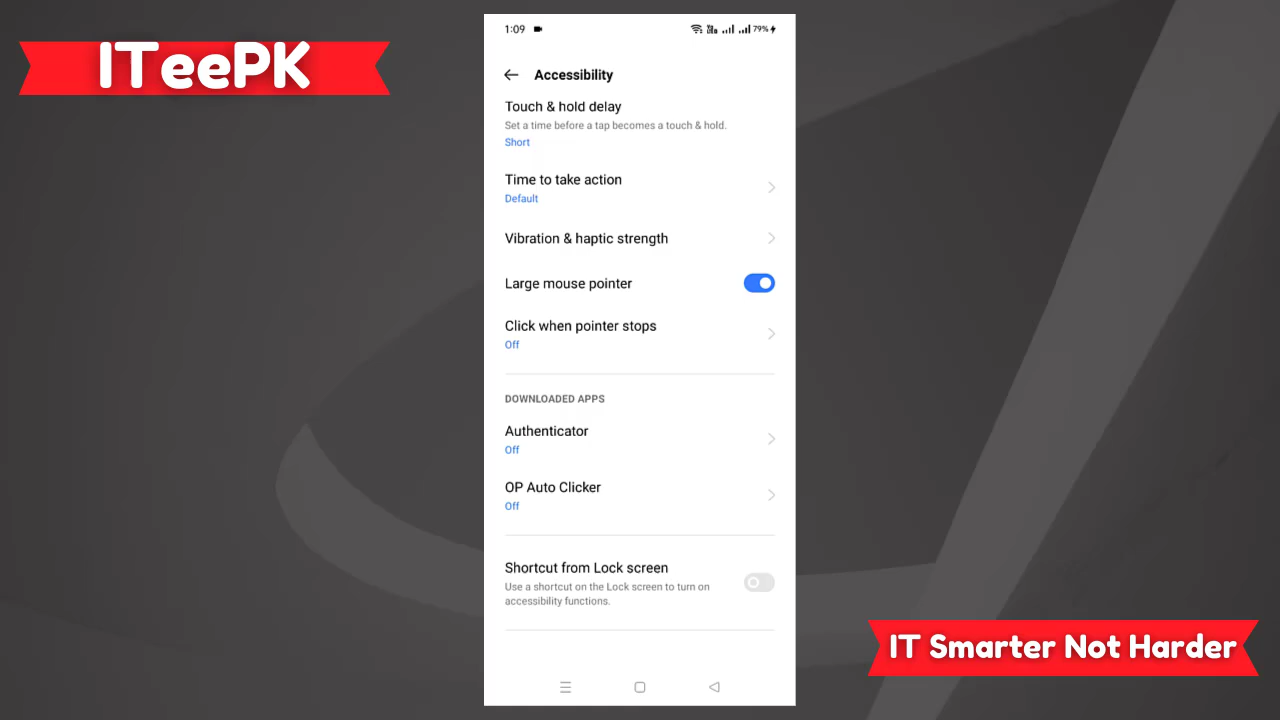 ITeePK
1:09
79%
Accessibility
Touch & hold delay
Set a time before a tap becomes a touch & hold.
Short
Time to take action
Default
Vibration & haptic strength
Large mouse pointer
Click when pointer stops
Off
DOWNLOADED APPS
Authenticator
Off
OP Auto Clicker
Off
Shortcut from Lock screen
Use a shortcut on the Lock screen to turn on
accessibility functions.
IT Smarter Not Harder